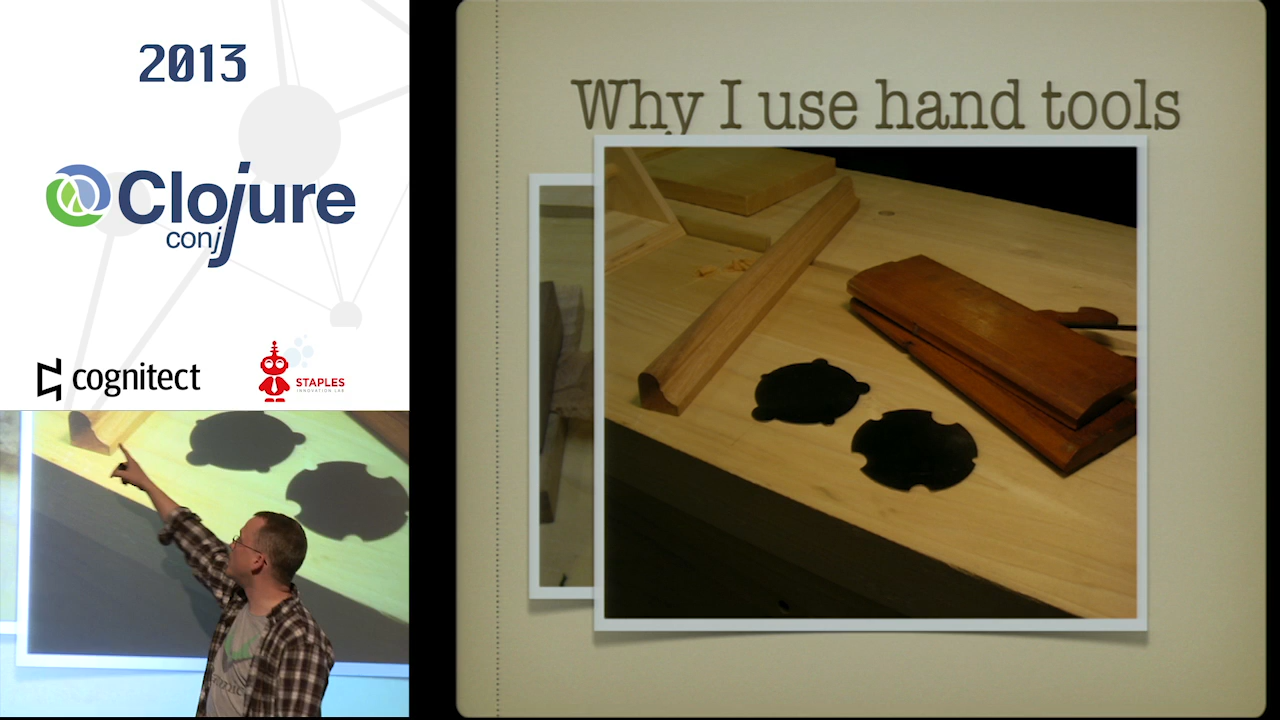 2013
Clojure
conj
cognitect
STAPLES
INNOVATION LAB
Why I use hand tools